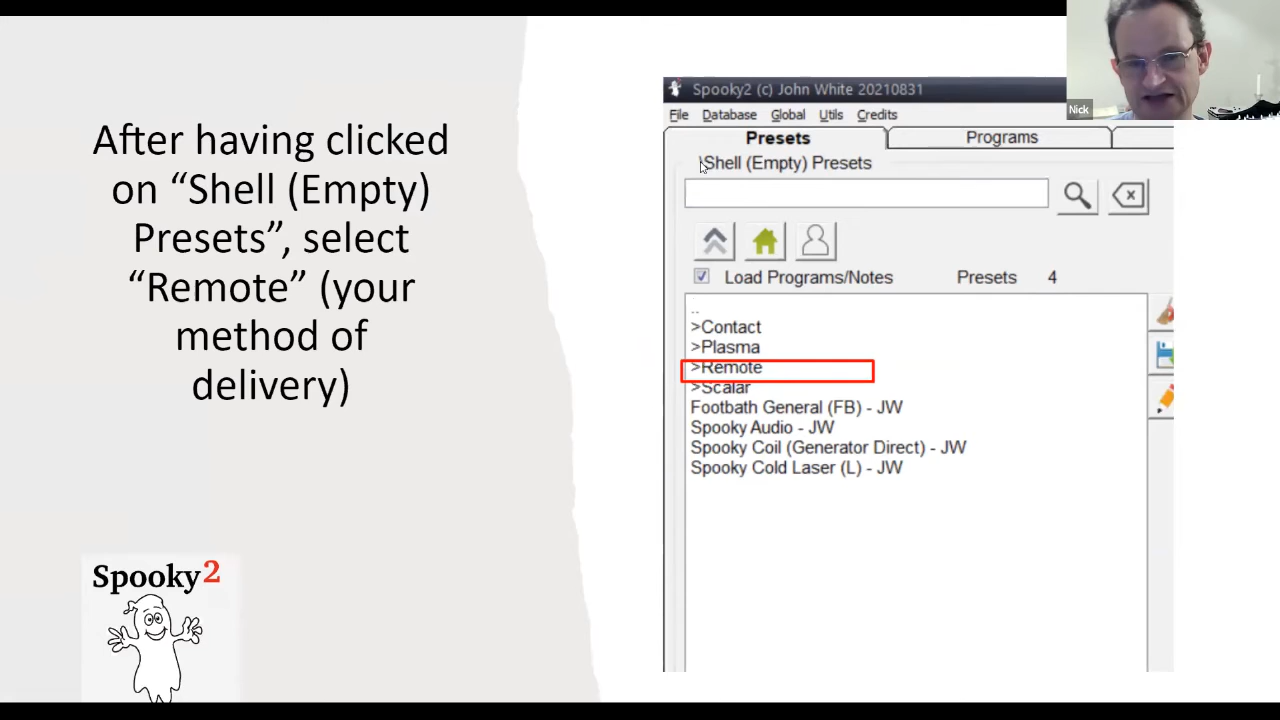 After having clicked
on “Shell (Empty)
Presets”, select
“Remote” (your
method of
delivery)
Spooky2
Spooky2 (c) John White 20210831
File Database Global Utils Credits
Presets Programs
Shell (Empty) Presets
Load Programs/Notes Presets 4
..
>Contact
>Plasma
>Remote
>Scalar
Footbath General (FB) - JW
Spooky Audio - JW
Spooky Coil (Generator Direct) - JW
Spooky Cold Laser (L) - JW
Nick